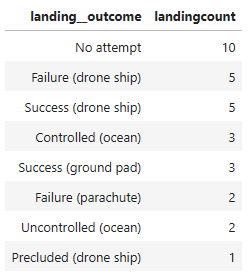 landing__outcome landingcount
No attempt 10
Failure (drone ship) 5
Success (drone ship) 5
Controlled (ocean) 3
Success (ground pad) 3
Failure (parachute) 2
Uncontrolled (ocean) 2
Precluded (drone ship) 1